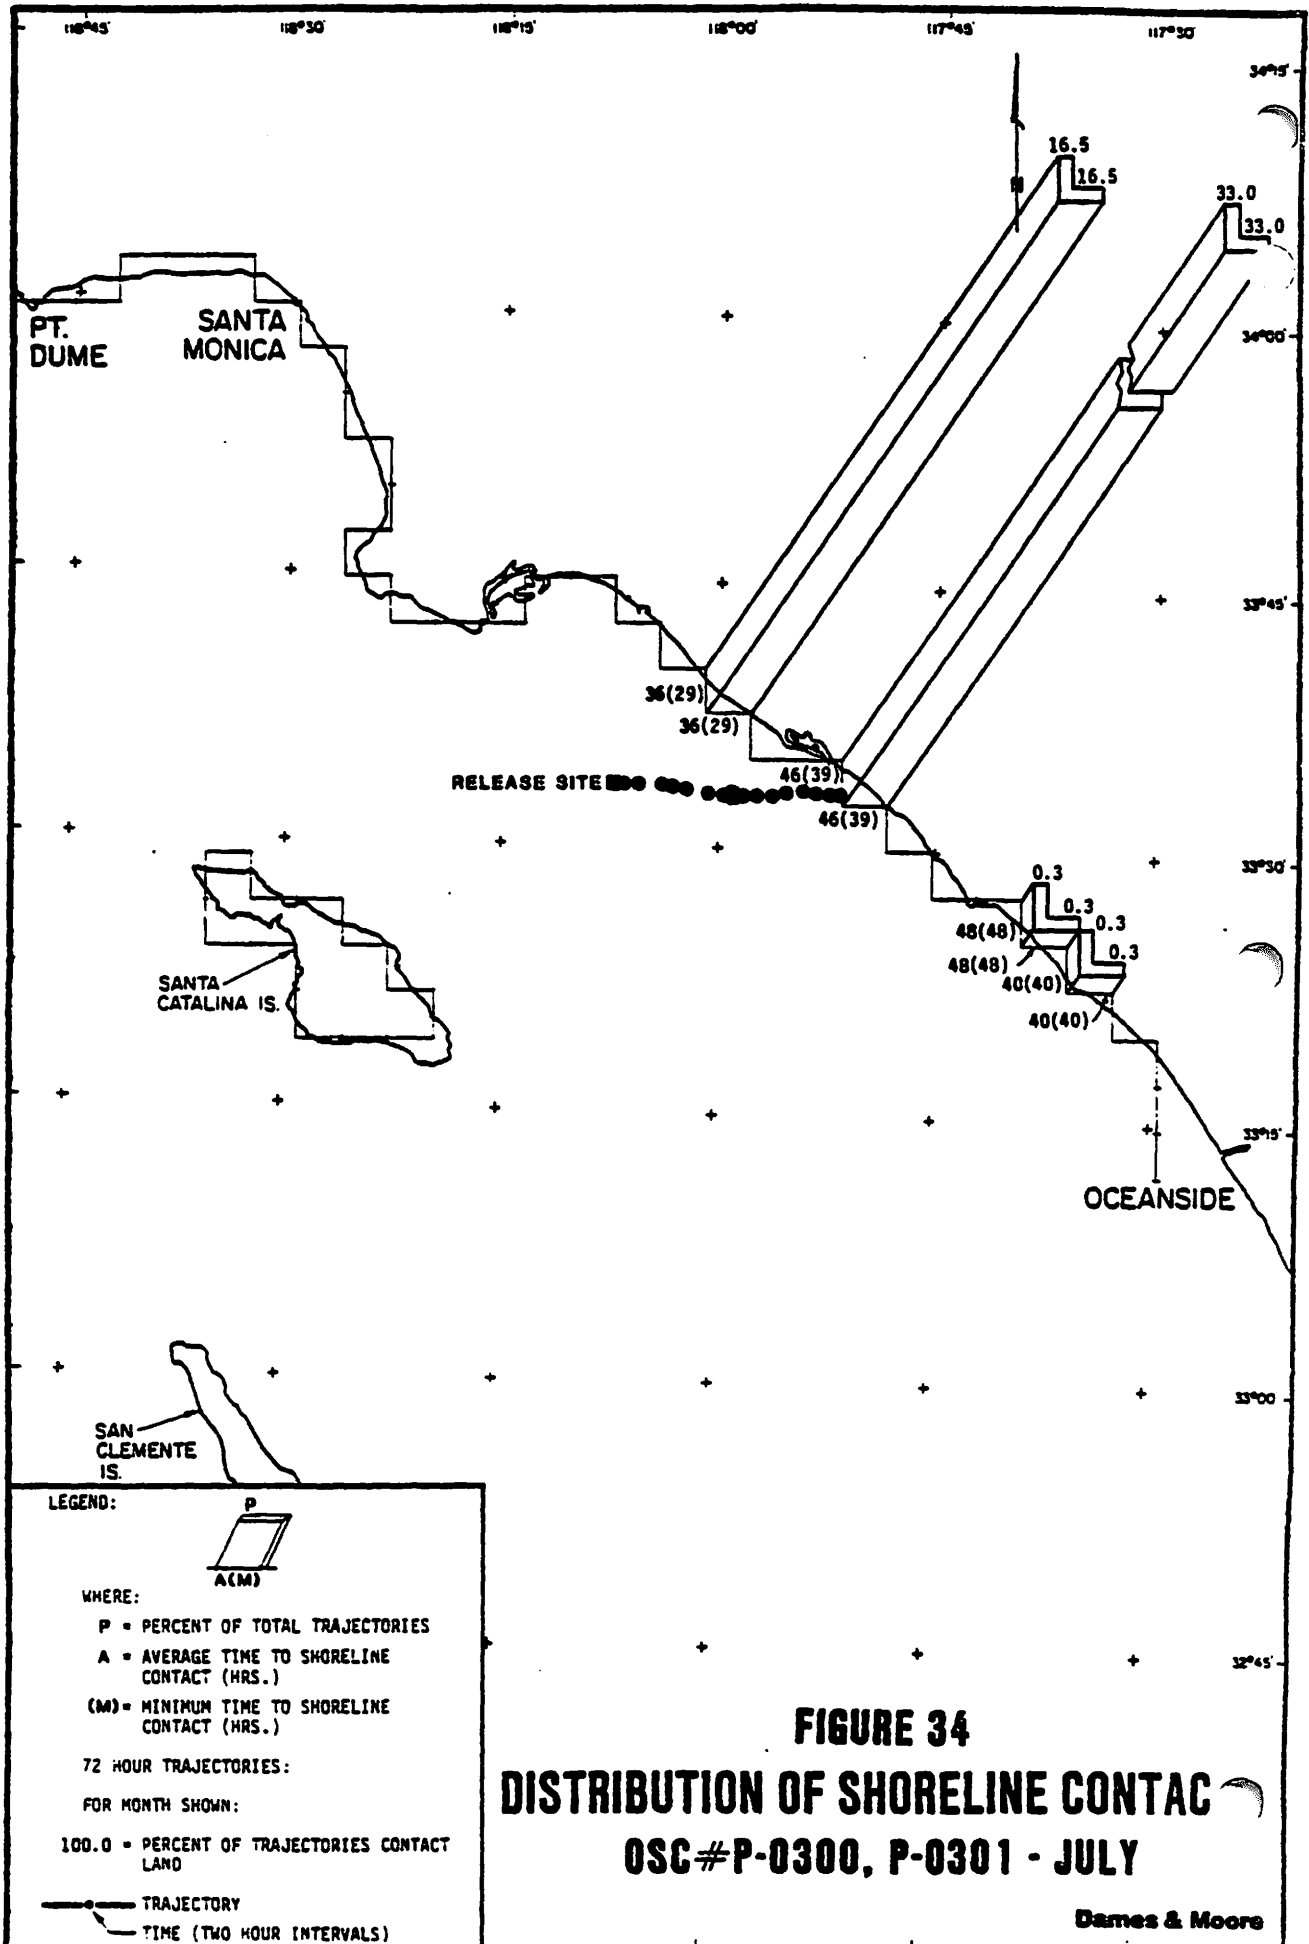 118°45' 118°30' 118°15' 118°00' 117°45' 117°30'
34°15'
16.5
16.5
33.0
33.0
PT.
DUME
SANTA
MONICA
34°00'
33°45'
36(29)
36(29)
46(39)
RELEASE SITE
46(39)
33°30'
0.3
0.3
0.3
0.3
48(48)
48(48)
40(40)
40(40)
SANTA
CATALINA IS.
33°15'
OCEANSIDE
33°00'
SAN
CLEMENTE
IS.
LEGEND:
P
A(M)
WHERE:
P = PERCENT OF TOTAL TRAJECTORIES
A = AVERAGE TIME TO SHORELINE
CONTACT (HRS.)
(M)= MINIMUM TIME TO SHORELINE
CONTACT (HRS.)
72 HOUR TRAJECTORIES:
FOR MONTH SHOWN:
100.0 = PERCENT OF TRAJECTORIES CONTACT
LAND
TRAJECTORY
TIME (TWO HOUR INTERVALS)
32°45'
FIGURE 34
DISTRIBUTION OF SHORELINE CONTAC
OSC#P-0300, P-0301 - JULY
Dames & Moore